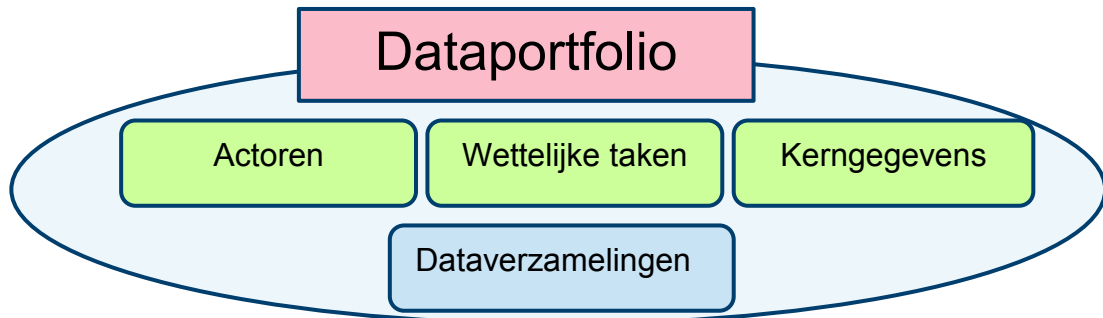 Dataportfolio
Actoren
Wettelijke taken
Kerngegevens
Dataverzamelingen